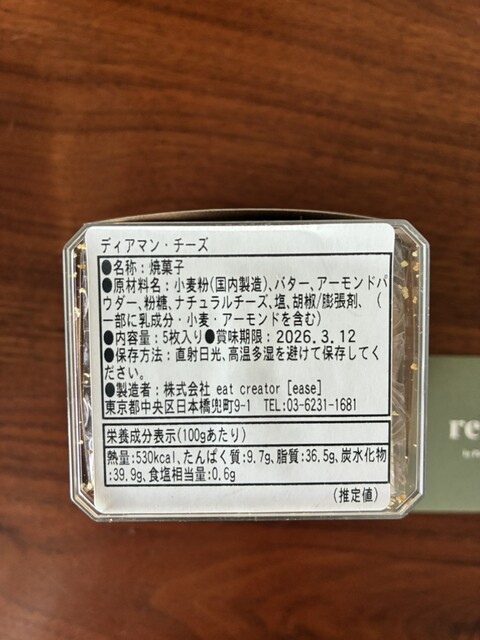 ディアマン・チーズ
●名称：焼菓子
●原材料名：小麦粉(国内製造)、バター、アーモンドパ
ウダー、粉糖、ナチュラルチーズ、塩、胡椒/膨張剤、（
一部に乳成分・小麦・アーモンドを含む）
●内容量：5枚入り●賞味期限：2026.3.12
●保存方法：直射日光、高温多湿を避けて保存してく
ださい。
●製造者：株式会社 eat creator [ease]
東京都中央区日本橋兜町9-1 TEL:03-6231-1681
栄養成分表示(100gあたり)
熱量:530kcal、たんぱく質:9.7g、脂質:36.5g、炭水化物
:39.9g、食塩相当量:0.6g
（推定値）
re